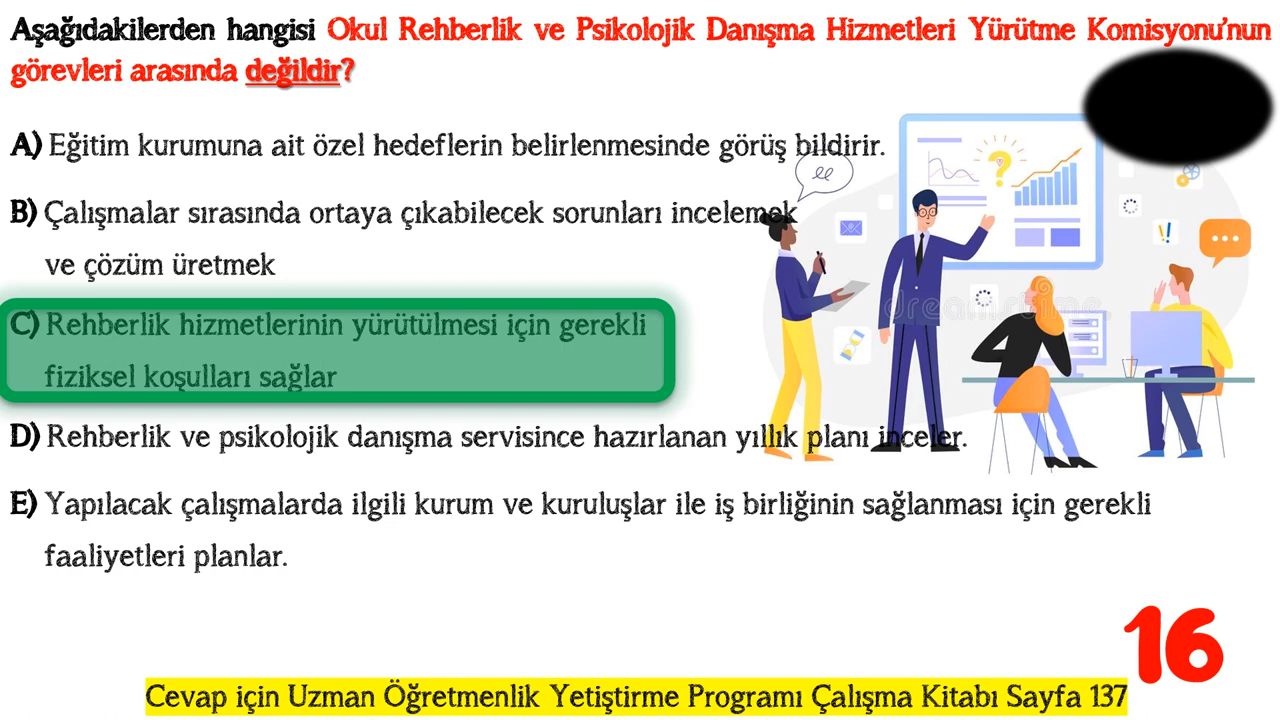 Aşağıdakilerden hangisi Okul Rehberlik ve Psikolojik Danışma Hizmetleri Yürütme Komisyonu'nun
görevleri arasında değildir?
A) Eğitim kurumuna ait özel hedeflerin belirlenmesinde görüş bildirir.
B) Çalışmalar sırasında ortaya çıkabilecek sorunları incelemek
ve çözüm üretmek
C) Rehberlik hizmetlerinin yürütülmesi için gerekli
fiziksel koşulları sağlar
D) Rehberlik ve psikolojik danışma servisince hazırlanan yıllık planı inceler.
E) Yapılacak çalışmalarda ilgili kurum ve kuruluşlar ile iş birliğinin sağlanması için gerekli
faaliyetleri planlar.
dreamstime.
16
Cevap için Uzman Öğretmenlik Yetiştirme Programı Çalışma Kitabı Sayfa 137